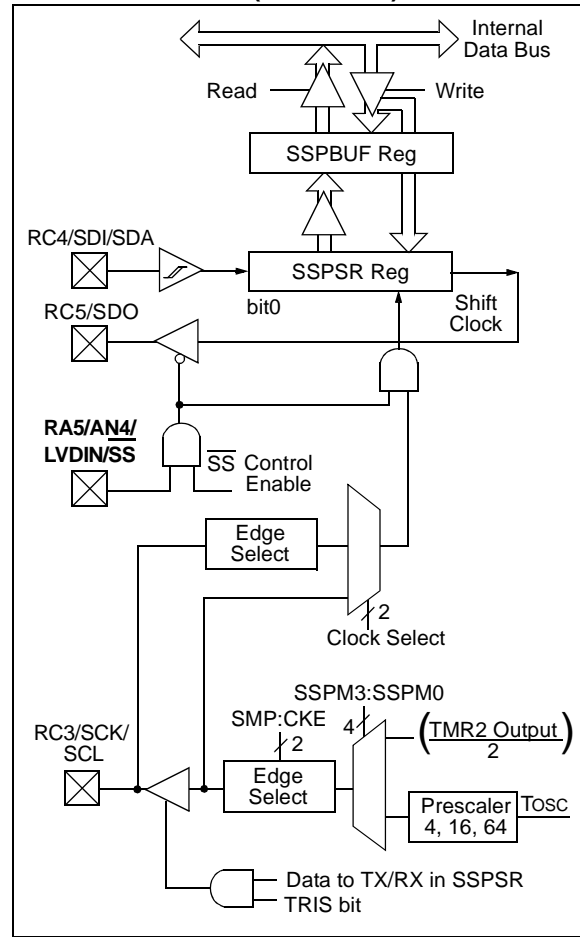 Internal
Data Bus
Read
Write
SSPBUF Reg
RC4/SDI/SDA
SSPSR Reg
bit0
Shift
Clock
RC5/SDO
RA5/AN4/
LVDIN/SS
SS Control
Enable
Edge
Select
2
Clock Select
SSPM3:SSPM0
SMP:CKE
4
2
(TMR2 Output)
2
RC3/SCK/
SCL
Edge
Select
Prescaler
4, 16, 64
TOSC
Data to TX/RX in SSPSR
TRIS bit